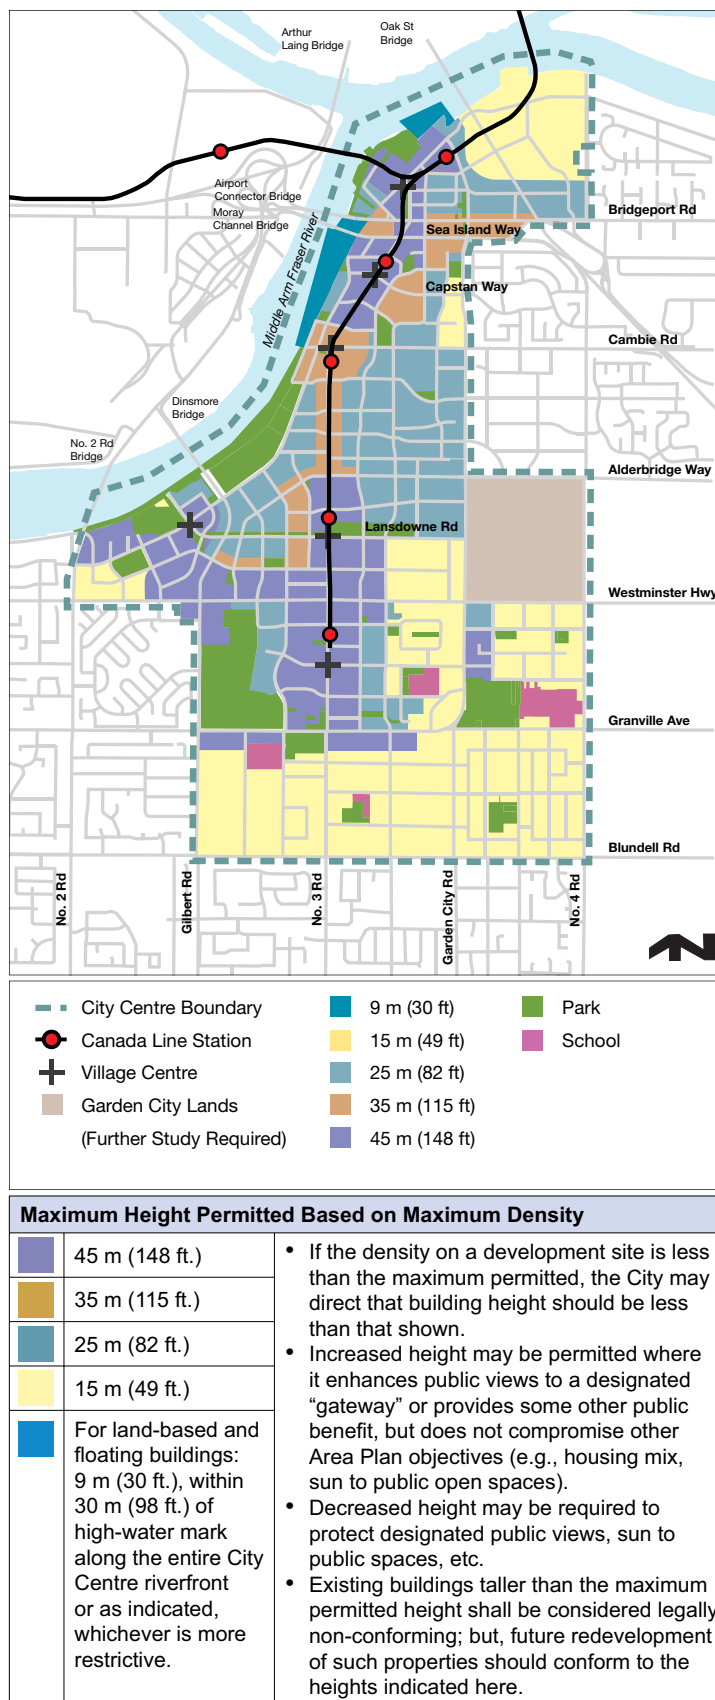 Arthur
Laing Bridge
Oak St
Bridge
Airport
Connector Bridge
Moray
Channel Bridge
Middle Arm Fraser River
Bridgeport Rd
Sea Island Way
Capstan Way
Cambie Rd
Dinsmore
Bridge
No. 2 Rd
Bridge
Alderbridge Way
Lansdowne Rd
Westminster Hwy
Granville Ave
Blundell Rd
No. 2 Rd
Gilbert Rd
No. 3 Rd
Garden City Rd
No. 4 Rd
N
City Centre Boundary
Canada Line Station
Village Centre
Garden City Lands
(Further Study Required)
9 m (30 ft)
15 m (49 ft)
25 m (82 ft)
35 m (115 ft)
45 m (148 ft)
Park
School
Maximum Height Permitted Based on Maximum Density
45 m (148 ft.)
35 m (115 ft.)
25 m (82 ft.)
15 m (49 ft.)
For land-based and
floating buildings:
9 m (30 ft.), within
30 m (98 ft.) of
high-water mark
along the entire City
Centre riverfront
or as indicated,
whichever is more
restrictive.
• If the density on a development site is less
than the maximum permitted, the City may
direct that building height should be less
than that shown.
• Increased height may be permitted where
it enhances public views to a designated
“gateway” or provides some other public
benefit, but does not compromise other
Area Plan objectives (e.g., housing mix,
sun to public open spaces).
• Decreased height may be required to
protect designated public views, sun to
public spaces, etc.
• Existing buildings taller than the maximum
permitted height shall be considered legally
non-conforming; but, future redevelopment
of such properties should conform to the
heights indicated here.